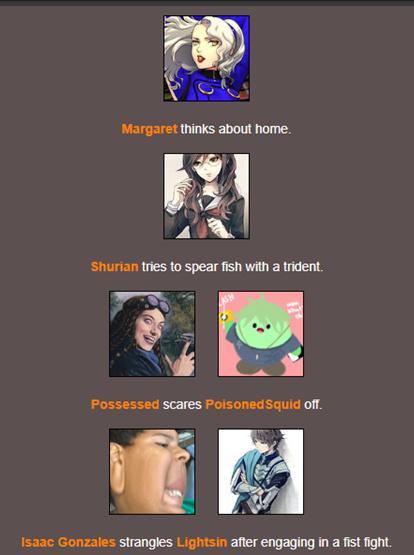 Margaret thinks about home.
Shurian tries to spear fish with a trident.
Possessed scares PoisonedSquid off.
Isaac Gonzales strangles Lightsin after engaging in a fist fight.